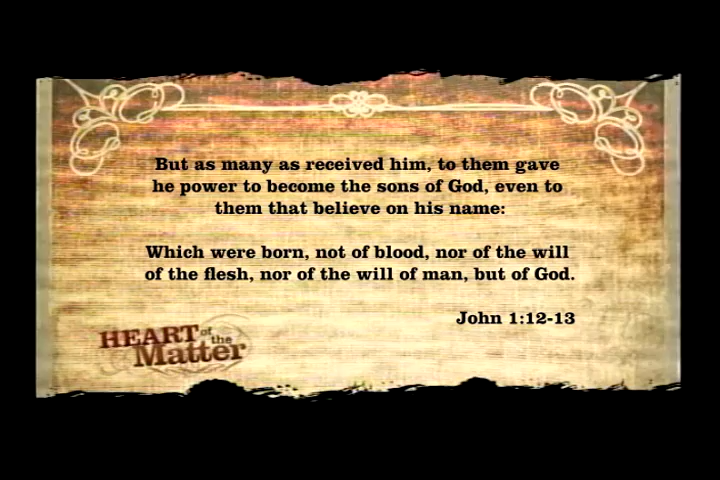 But as many as received him, to them gave
he power to become the sons of God, even to
them that believe on his name:
Which were born, not of blood, nor of the will
of the flesh, nor of the will of man, but of God.
John 1:12-13
HEART of the
Matter